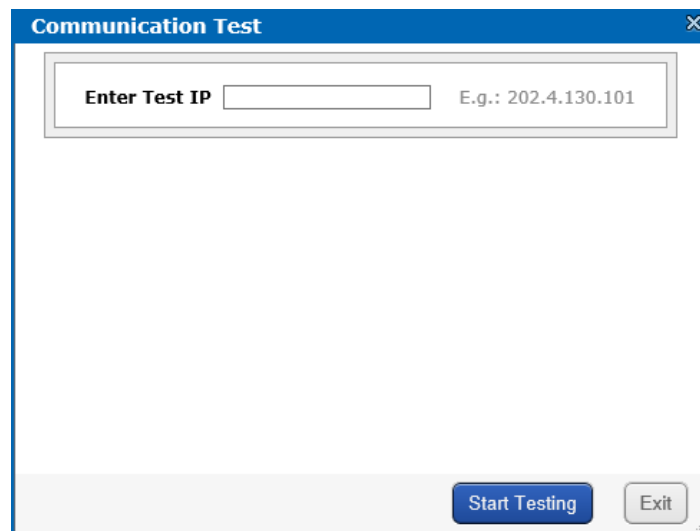 Communication Test
Enter Test IP E.g.: 202.4.130.101
Start Testing Exit